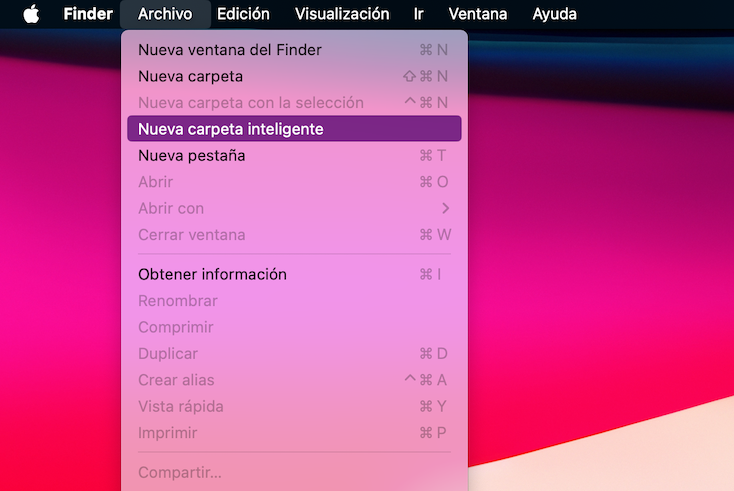 Finder Archivo Edición Visualización Ir Ventana Ayuda
Nueva ventana del Finder ⌘ N
Nueva carpeta ⇧ ⌘ N
Nueva carpeta con la selección ^ ⌘ N
Nueva carpeta inteligente
Nueva pestaña ⌘ T
Abrir ⌘ O
Abrir con >
Cerrar ventana ⌘ W
Obtener información ⌘ I
Renombrar
Comprimir
Duplicar ⌘ D
Crear alias ^ ⌘ A
Vista rápida ⌘ Y
Imprimir ⌘ P
Compartir...